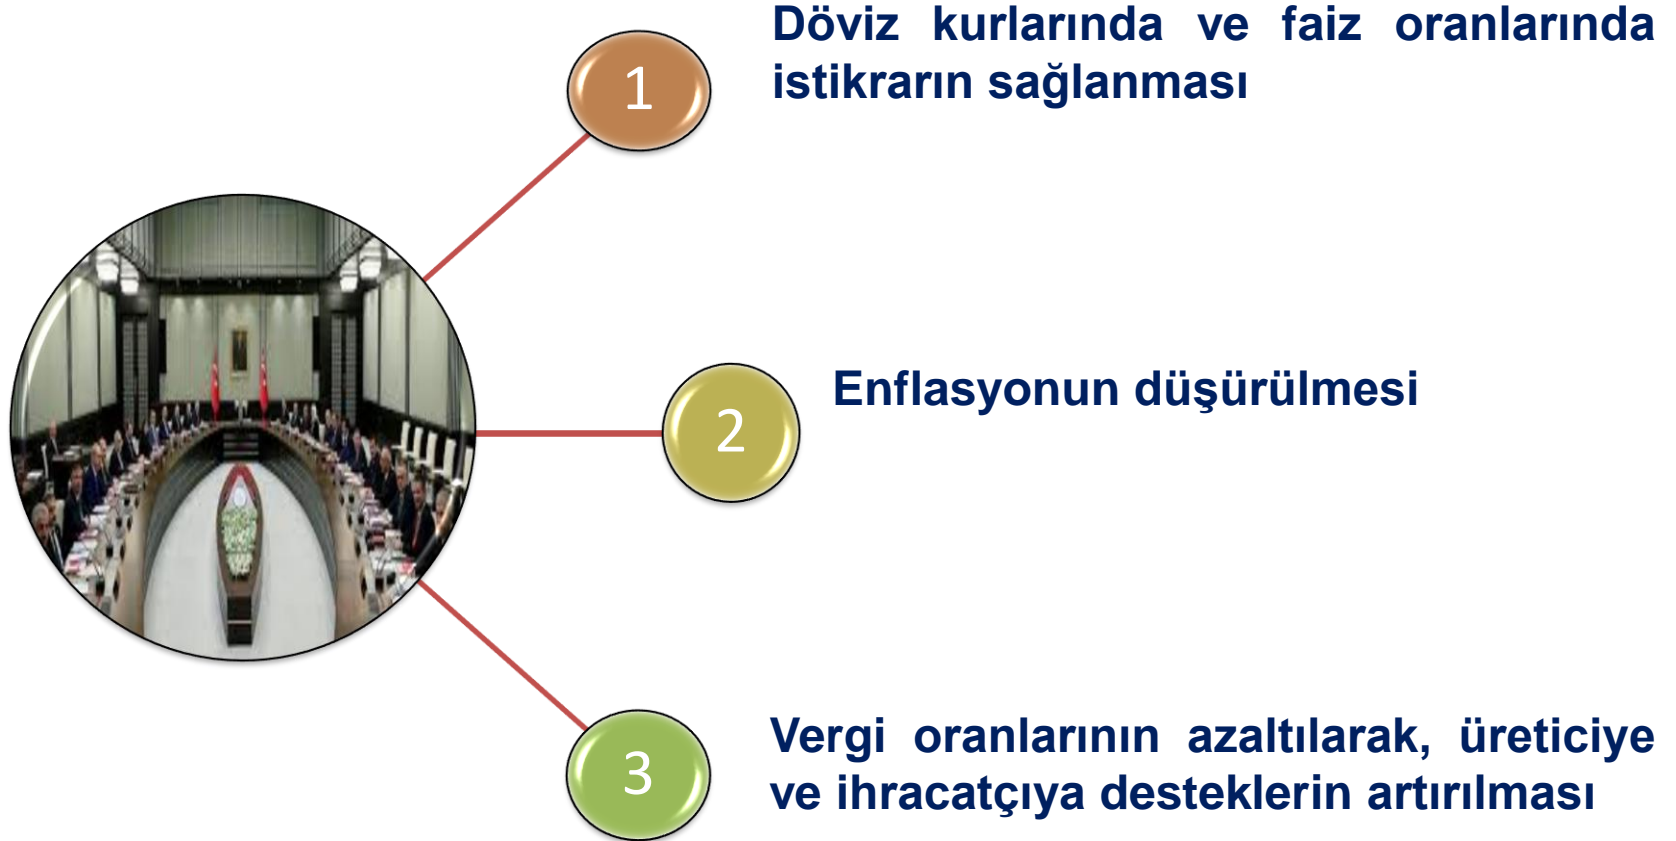 1
Döviz kurlarında ve faiz oranlarında
istikrarın sağlanması
2
Enflasyonun düşürülmesi
3
Vergi oranlarının azaltılarak, üreticiye
ve ihracatçıya desteklerin artırılması